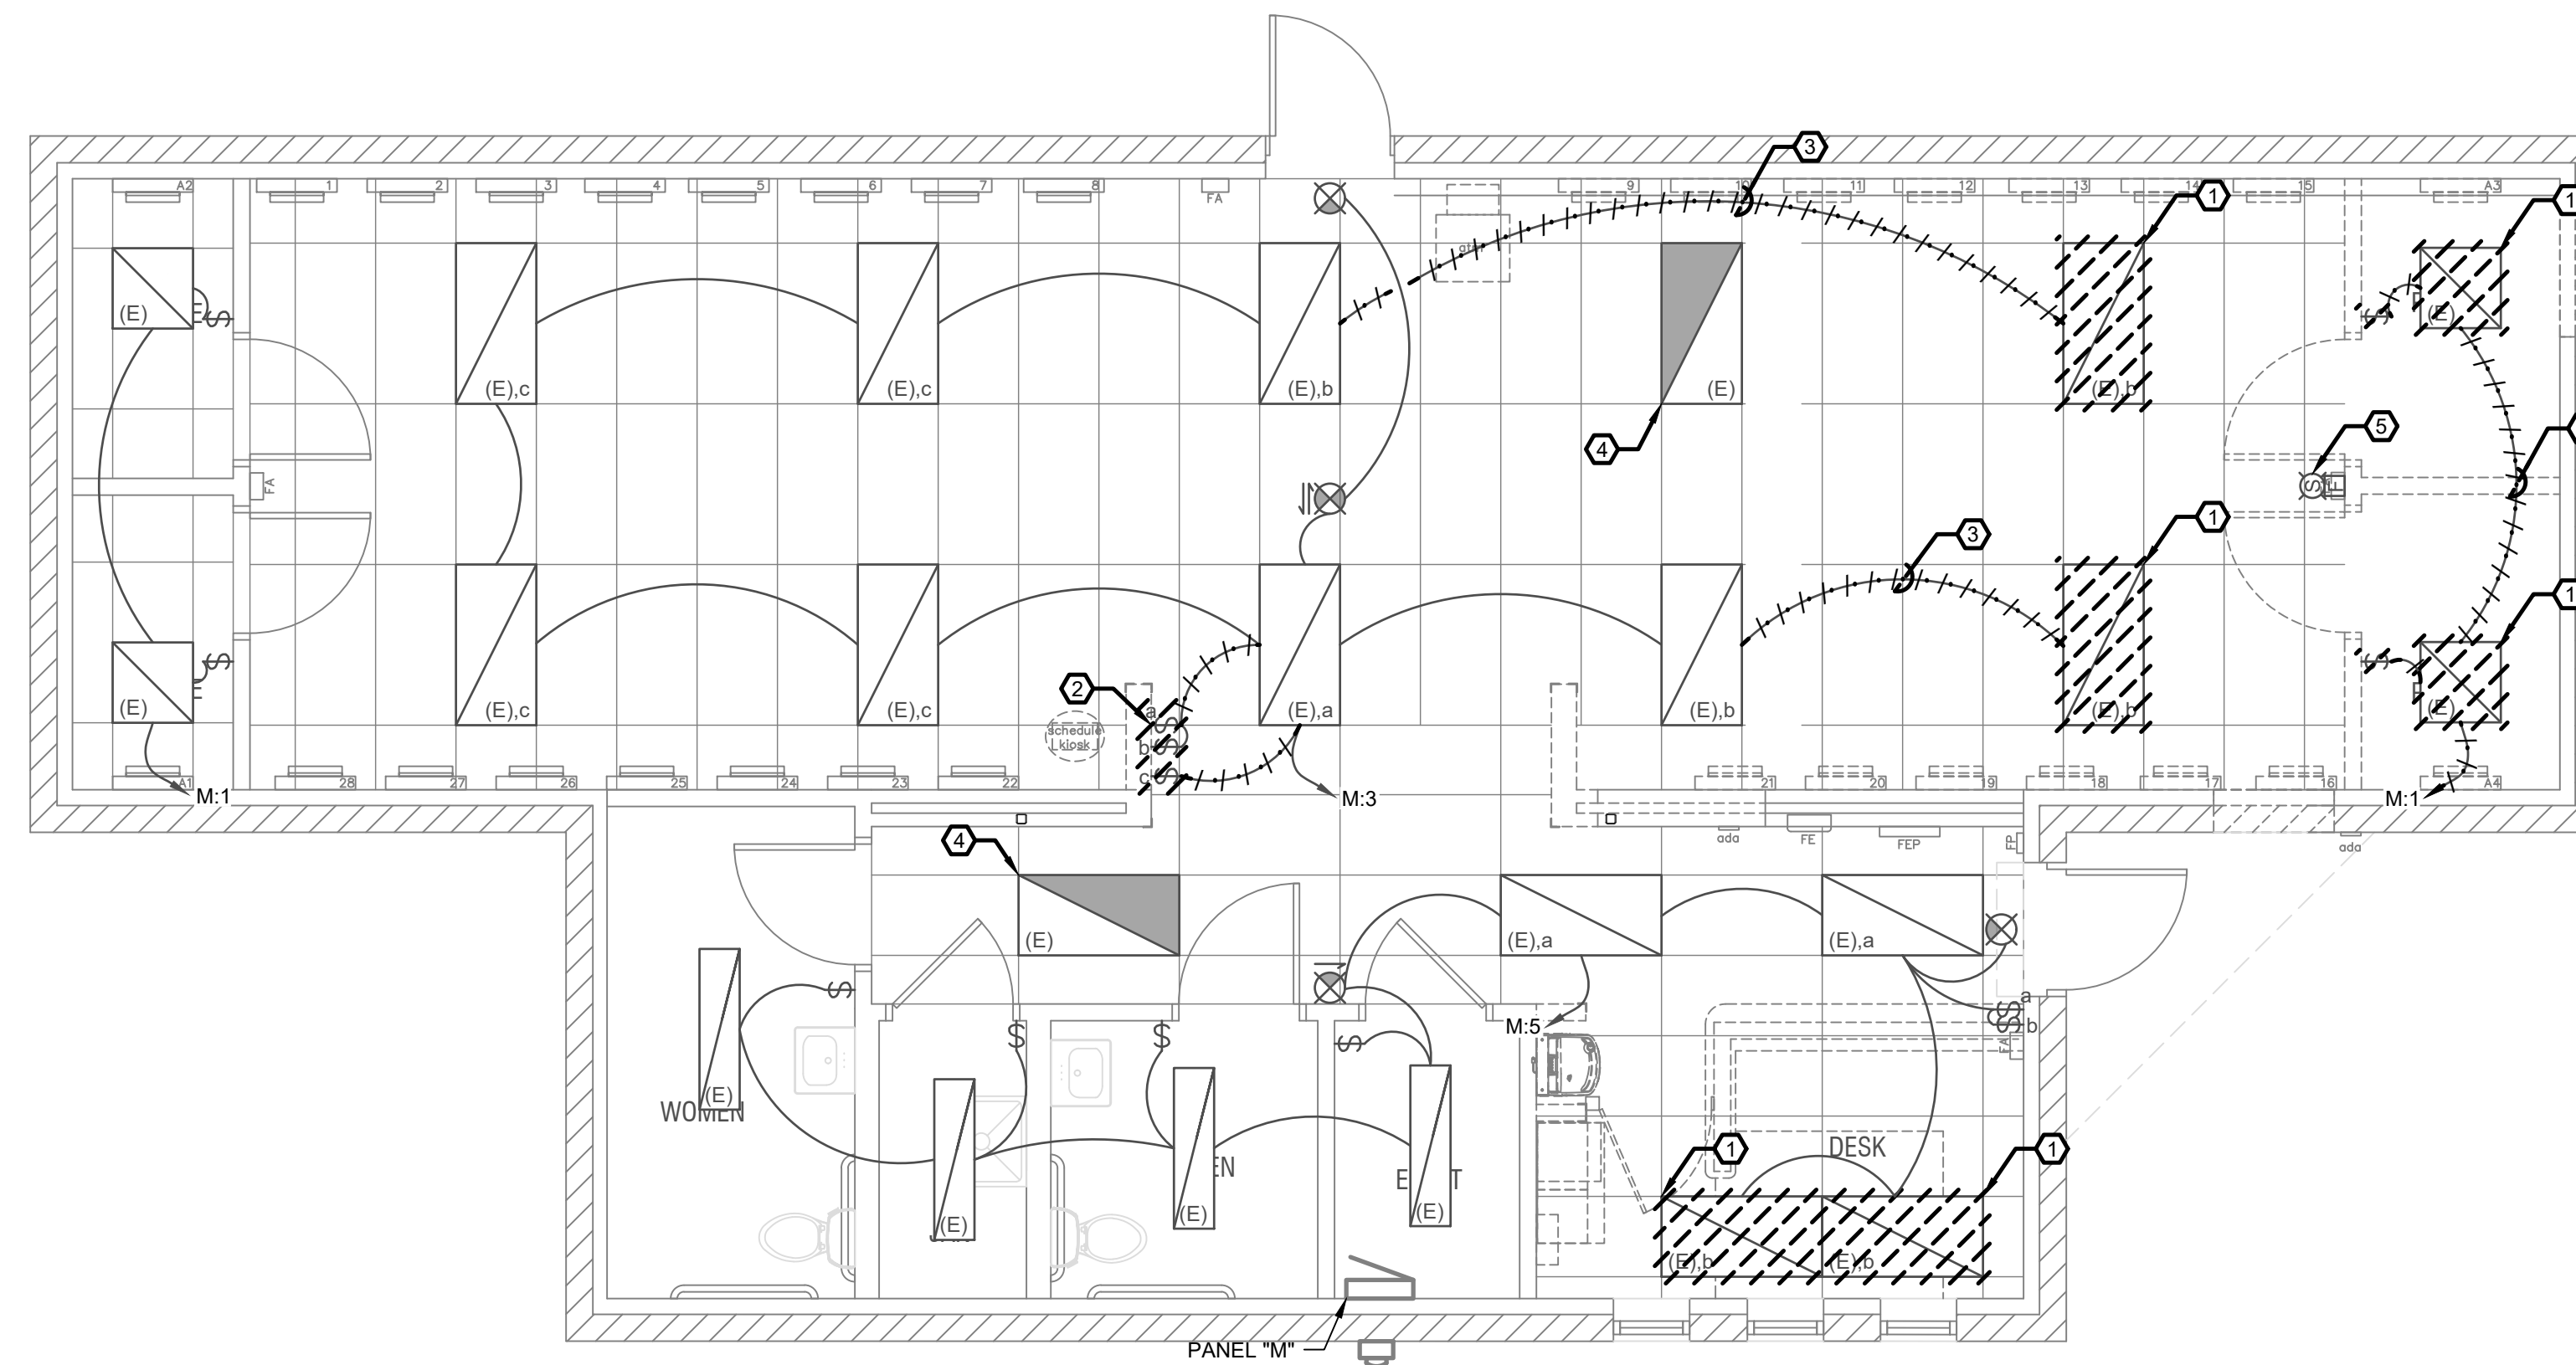 3
A2
1
2
3
4
5
6
7
8
FA
9
10
11
12
13
14
15
A3
1
1
(E)
$
(E)
$
(E),c
(E),c
(E),b
(E)
(E),b
4
5
FA
S
1
3
1
(E)
$
(E),c
(E),c
(E),a
(E),b
(E),b
(E)
$
2
a
b
c
schedule
kiosk
A1
28
27
26
25
24
23
22
21
20
19
18
17
16
A4
M:1
M:3
M:1
ada
FE
FEP
FP
ada
4
(E)
(E),a
(E),a
$
$
$
$
M:5
a
b
FA
(E)
WOMEN
(E)
(E)
(E)
1
DESK
1
(E),b
(E),b
PANEL "M"